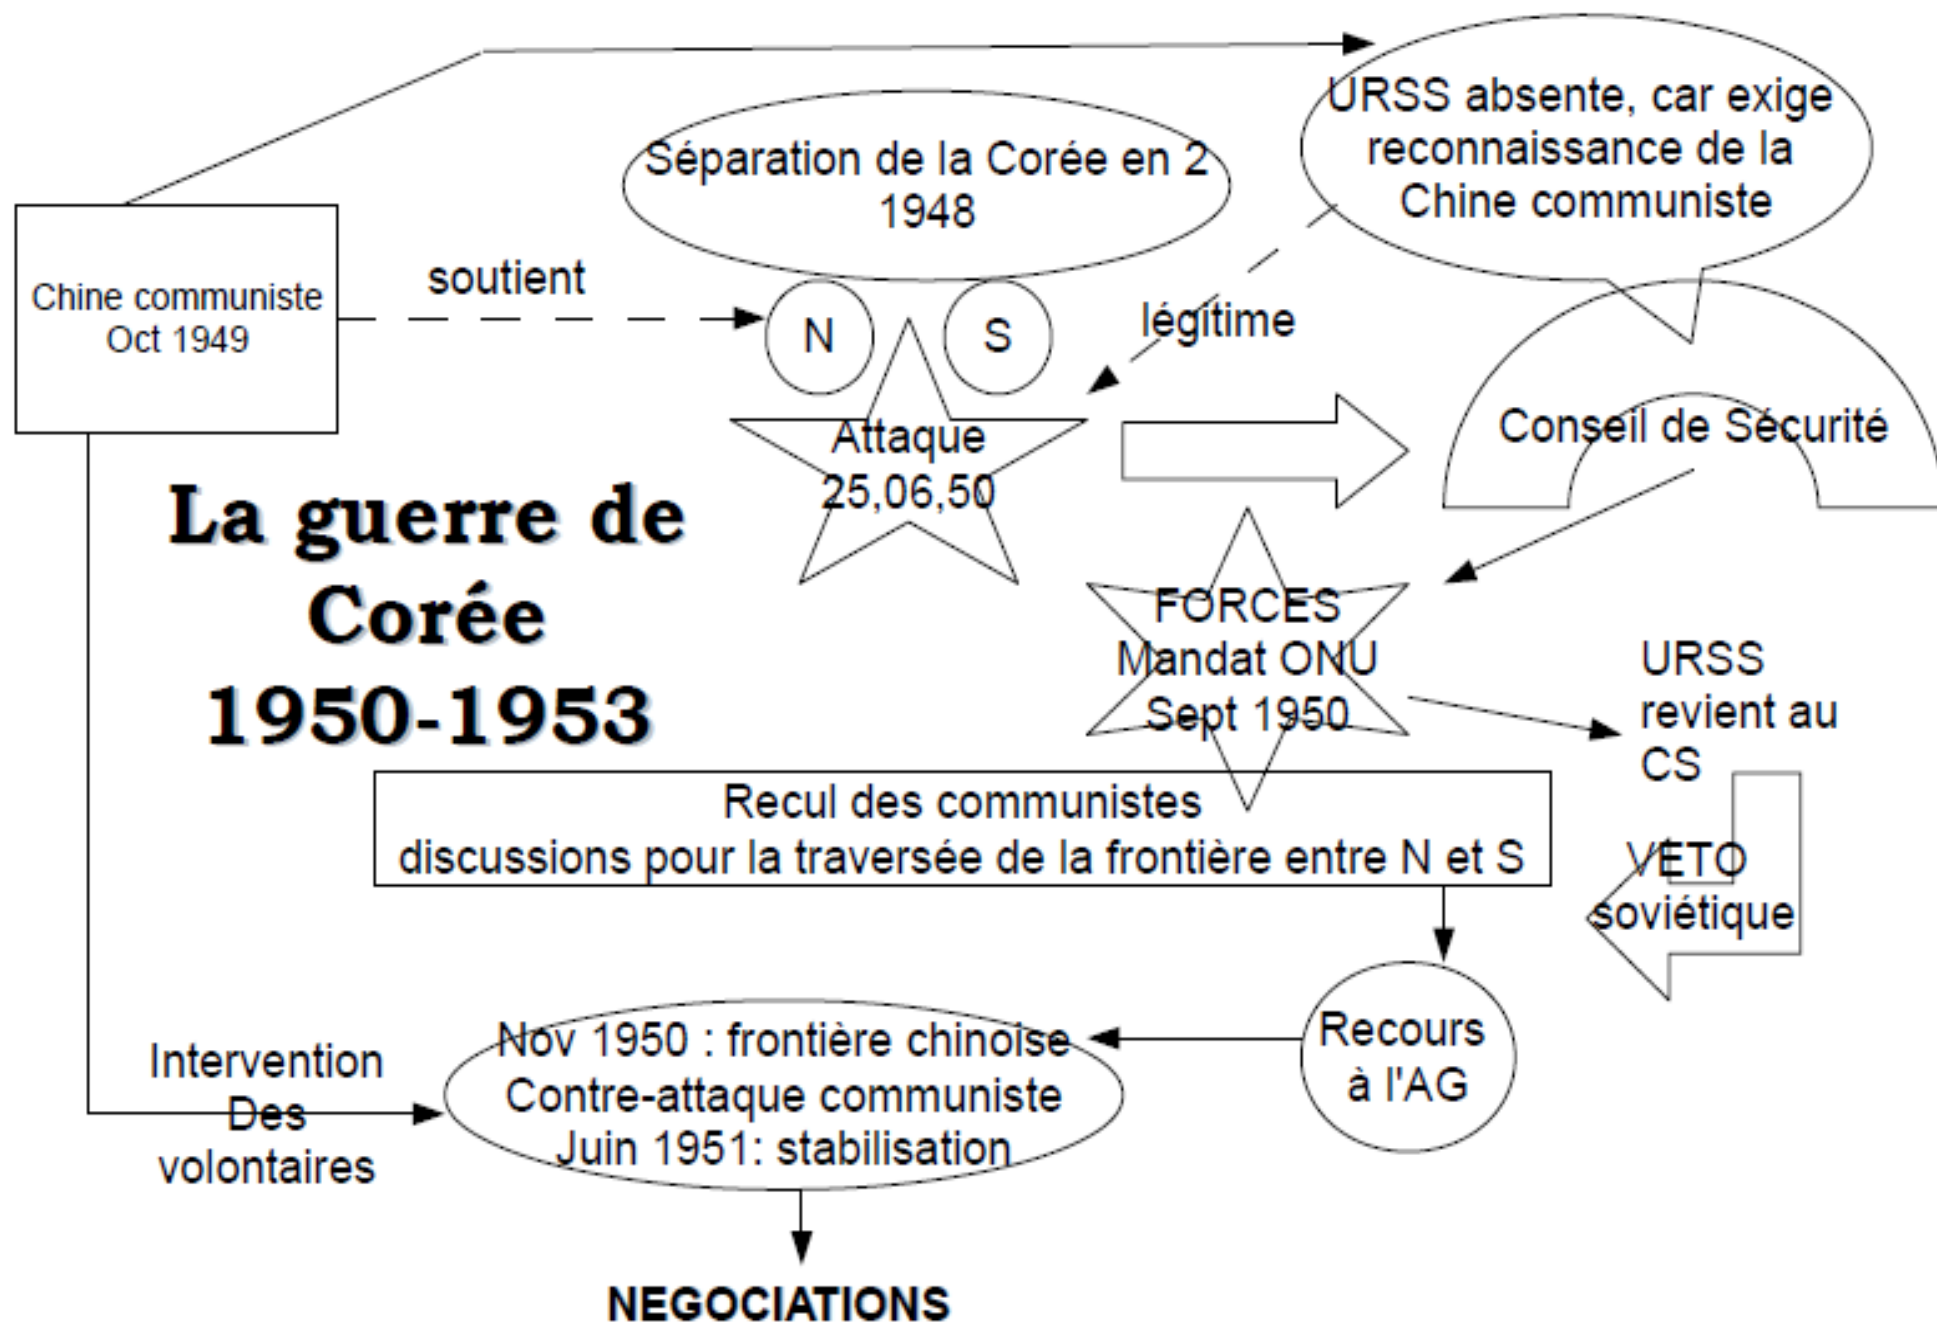 URSS absente, car exige
reconnaissance de la
Chine communiste
Séparation de la Corée en 2
1948
Chine communiste
Oct 1949
soutient
N
S
légitime
Attaque
25,06,50
Conseil de Sécurité
La guerre de
Corée
1950-1953
FORCES
Mandat ONU
Sept 1950
URSS
revient au
CS
Recul des communistes
discussions pour la traversée de la frontière entre N et S
VETO
soviétique
Recours
à l'AG
Nov 1950 : frontière chinoise
Contre-attaque communiste
Juin 1951: stabilisation
Intervention
Des
volontaires
NEGOCIATIONS